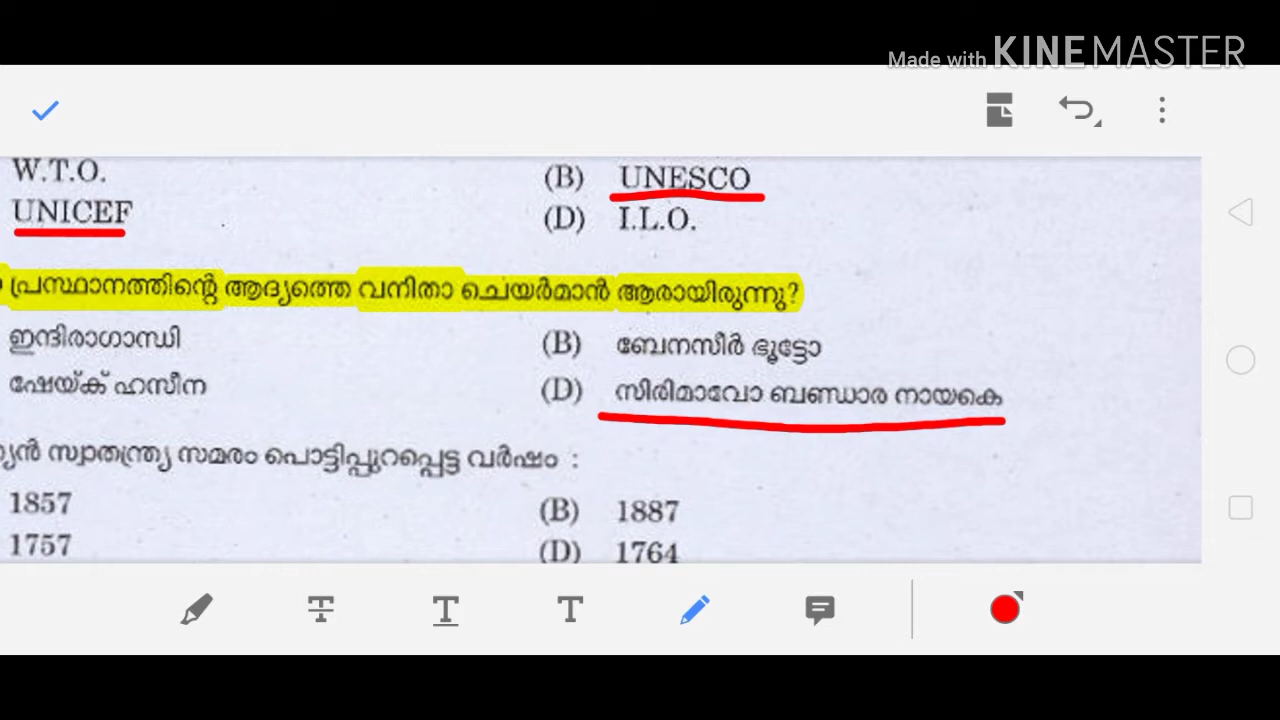 Made with KINEMASTER
W.T.O. (B) UNESCO
UNICEF (D) I.L.O.
പ്രസ്ഥാനത്തിന്റെ ആദ്യത്തെ വനിതാ ചെയർമാൻ ആരായിരുന്നു?
ഇന്ദിരാഗാന്ധി (B) ബേനസീർ ഭൂട്ടോ
ഷേയ്ക് ഹസീന (D) സിരിമാവോ ബണ്ഡാര നായകെ
സ്വാതന്ത്ര്യ സമരം പൊട്ടിപ്പുറപ്പെട്ട വർഷം :
1857 (B) 1887
1757 (D) 1764
T T T